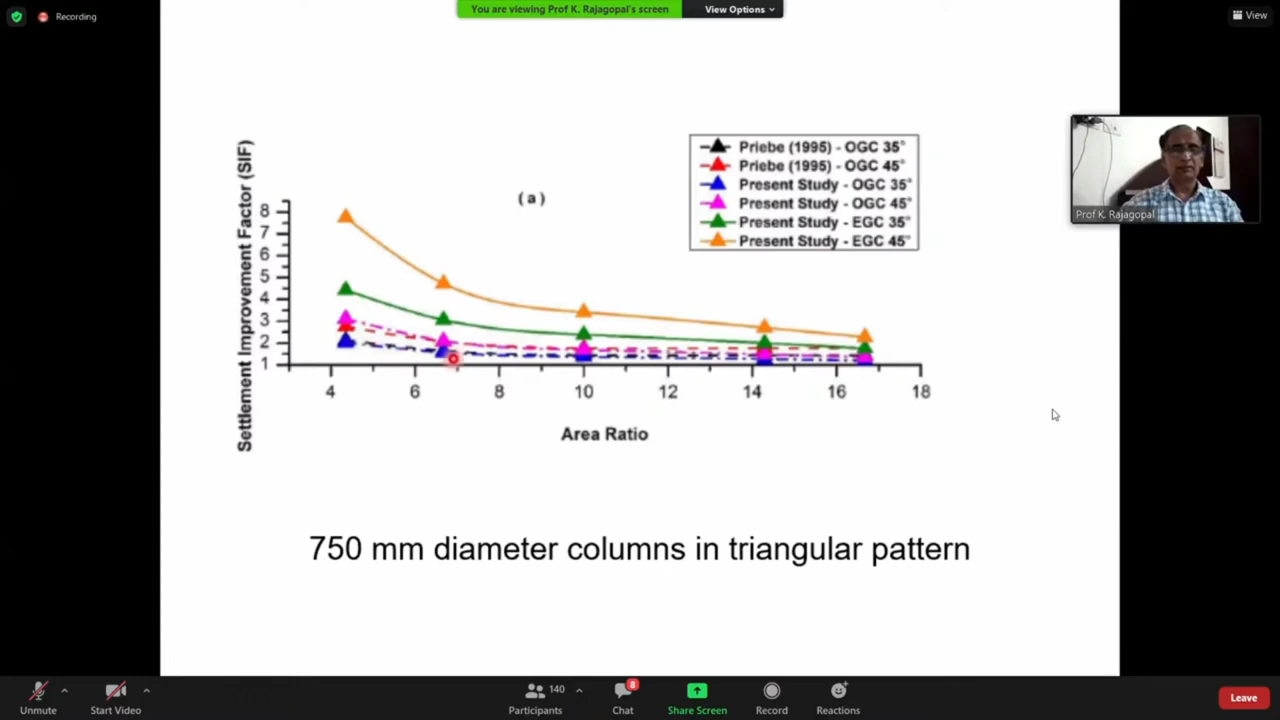 Recording
You are viewing Prof K. Rajagopal's screen
View Options
View
Priebe (1995) - OGC 35°
Priebe (1995) - OGC 45°
Present Study - OGC 35°
Present Study - OGC 45°
Present Study - EGC 35°
Present Study - EGC 45°
(a)
Settlement Improvement Factor (SIF)
8
7
6
5
4
3
2
1
4 6 8 10 12 14 16 18
Area Ratio
Prof K. Rajagopal
750 mm diameter columns in triangular pattern
Unmute
Start Video
140
Participants
8
Chat
Share Screen
Record
Reactions
Leave